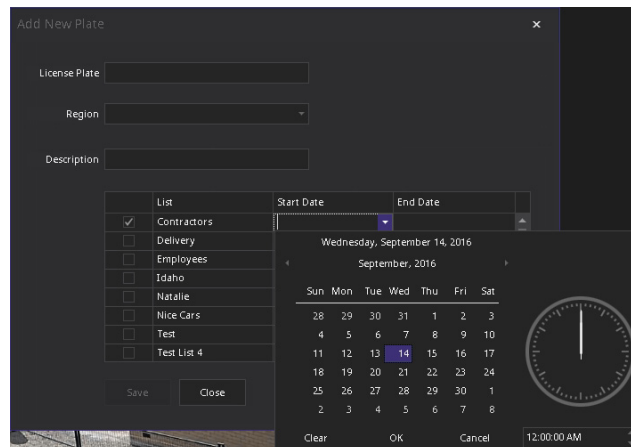 Add New Plate
License Plate
Region
Description
List Start Date End Date
Contractors
Delivery
Employees
Idaho
Natalie
Nice Cars
Test
Test List 4
Save Close
Wednesday, September 14, 2016
September, 2016
Sun Mon Tue Wed Thu Fri Sat
28 29 30 31 1 2 3
4 5 6 7 8 9 10
11 12 13 14 15 16 17
18 19 20 21 22 23 24
25 26 27 28 29 30 1
2 3 4 5 6 7 8
Clear OK Cancel
12:00:00 AM